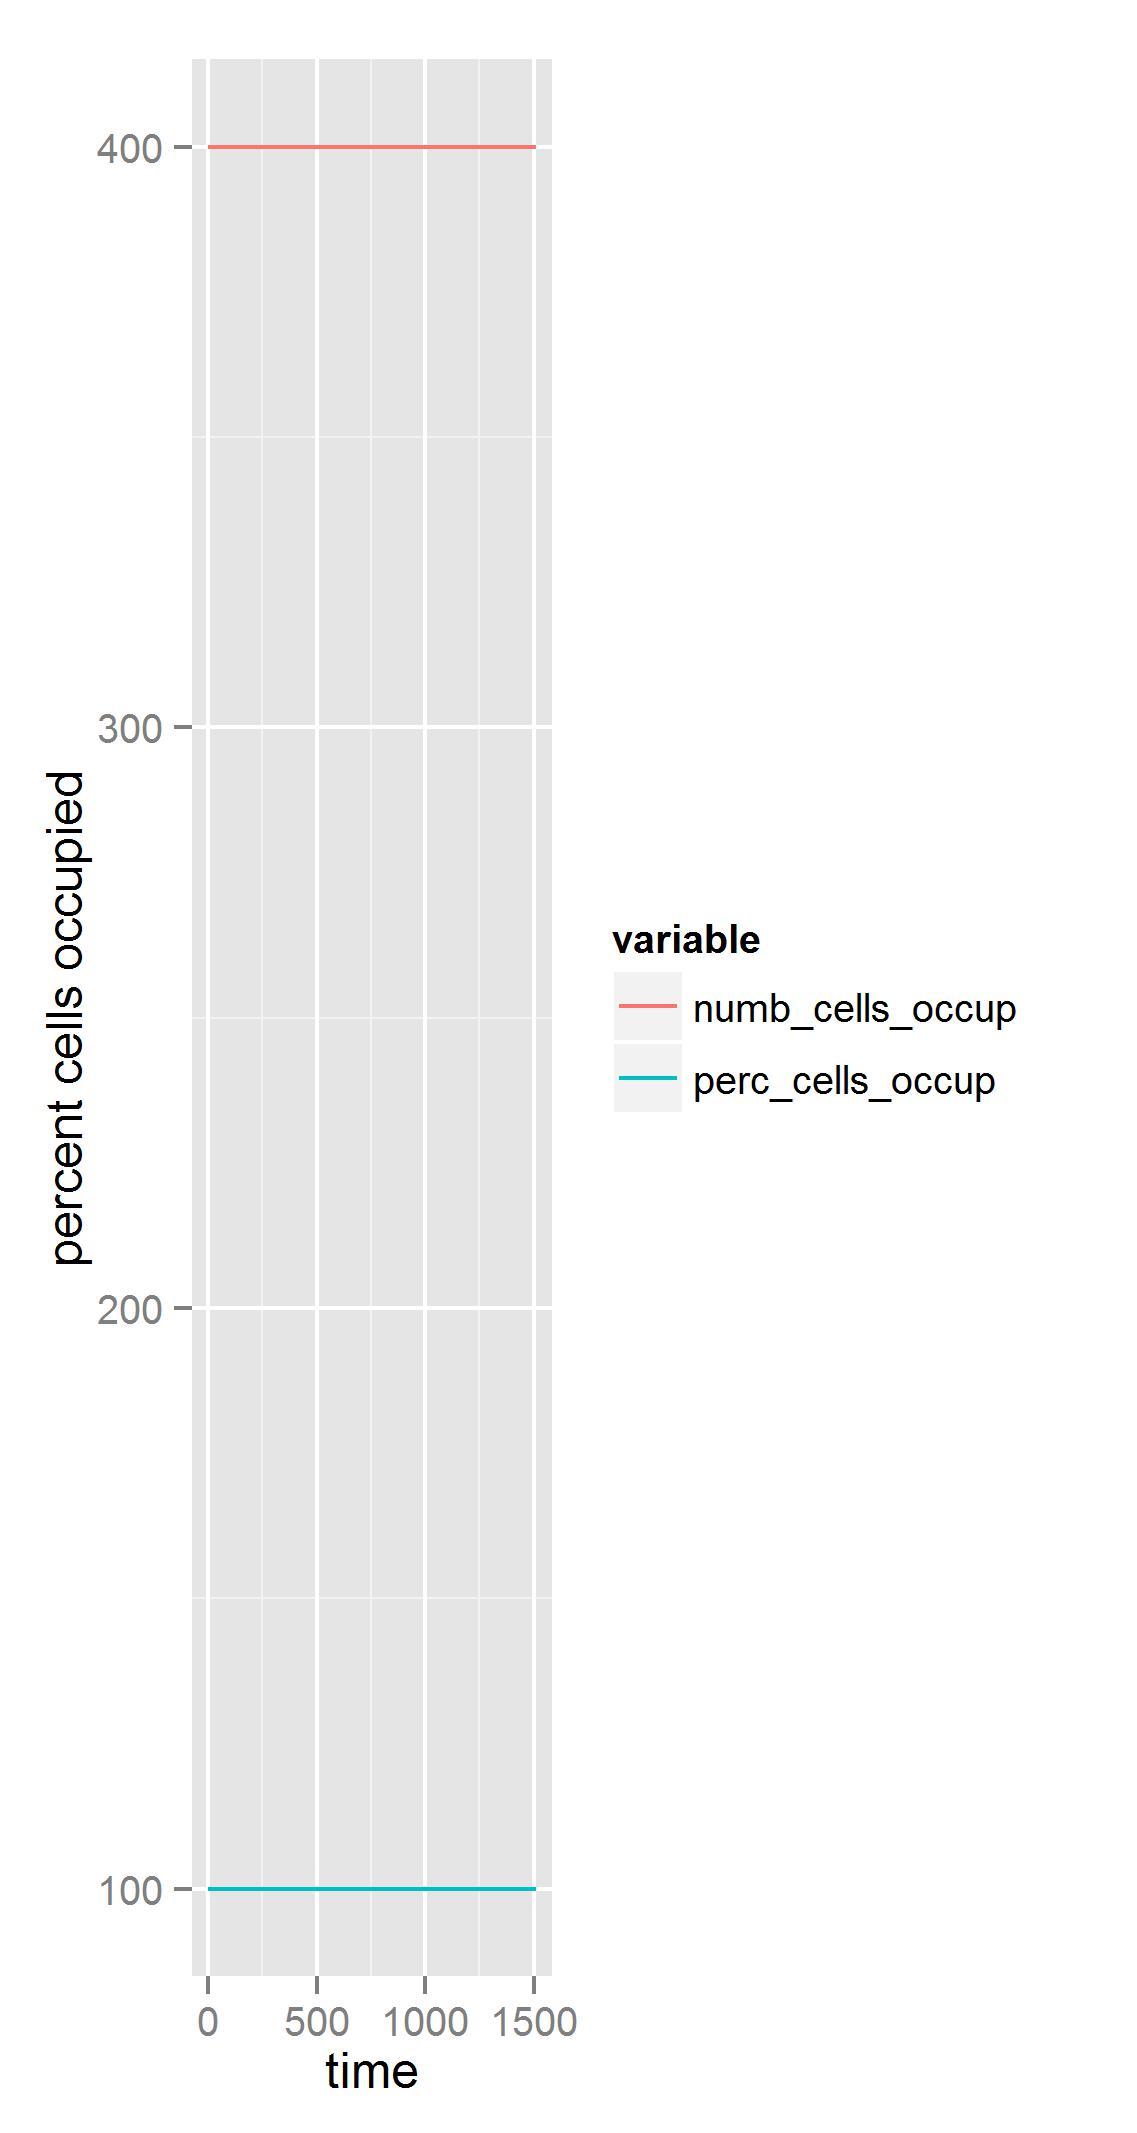 400
300
200
100
percent cells occupied
0 500 1000 1500
time
variable
numb_cells_occup
perc_cells_occup